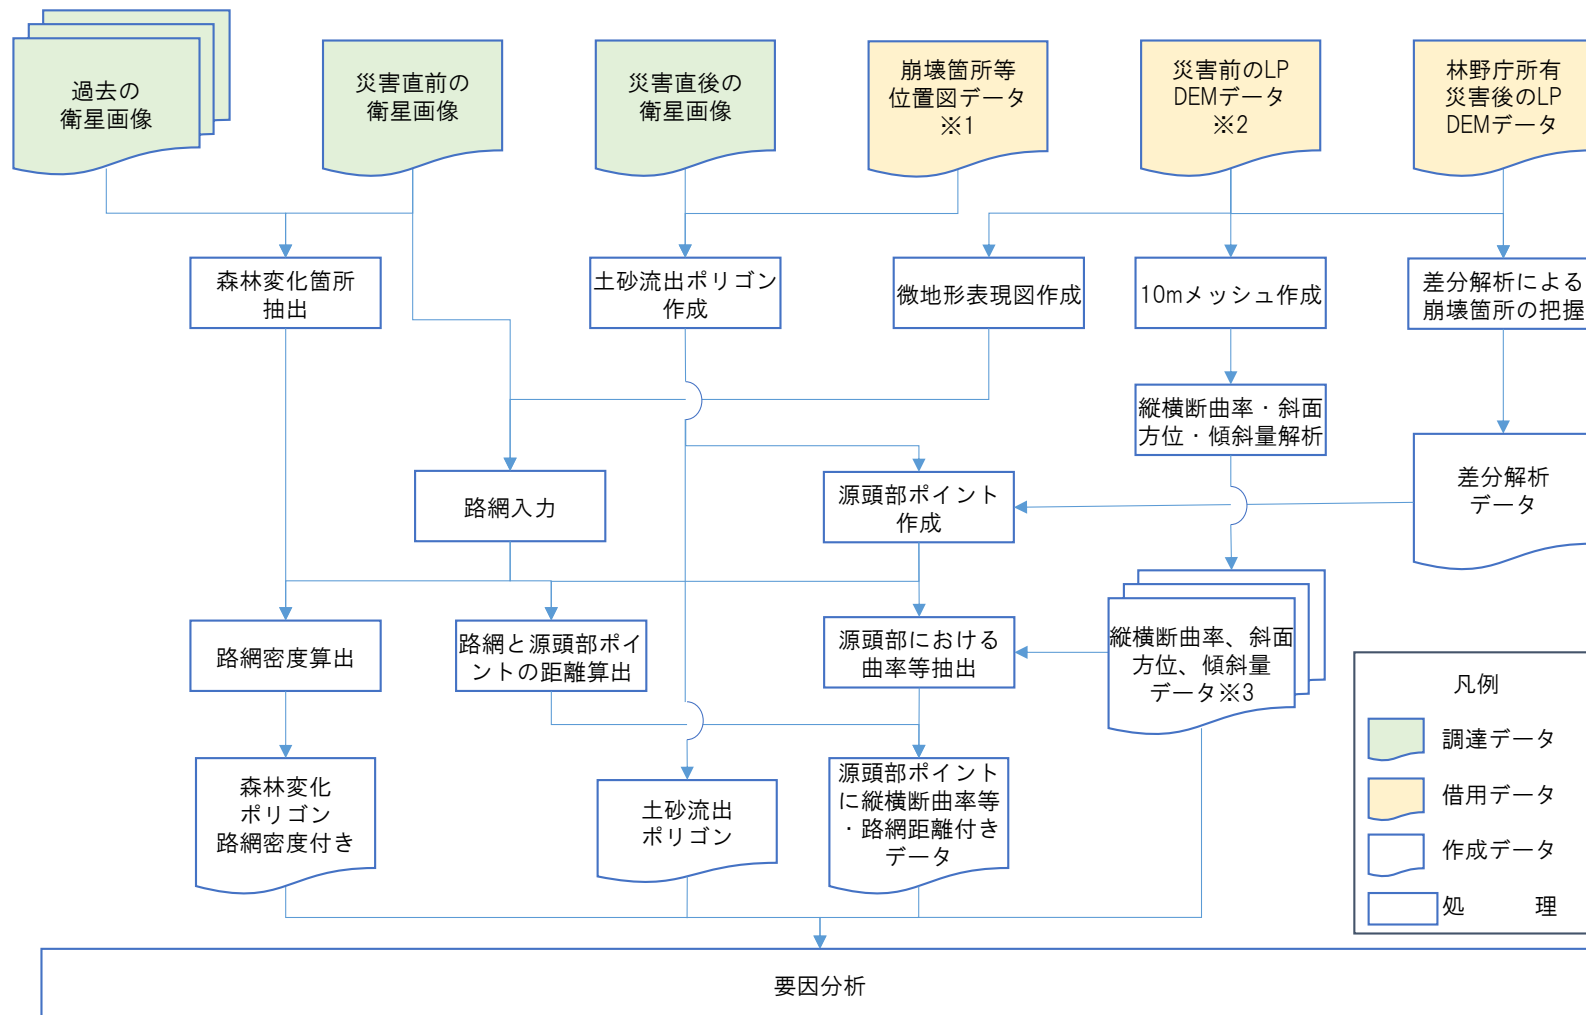 過去の
衛星画像
災害直前の
衛星画像
災害直後の
衛星画像
崩壊箇所等
位置図データ
※1
災害前のLP
DEMデータ
※2
林野庁所有
災害後のLP
DEMデータ
森林変化箇所
抽出
土砂流出ポリゴン
作成
微地形表現図作成
10mメッシュ作成
差分解析による
崩壊箇所の把握
縦横断曲率・斜面
方位・傾斜量解析
路網入力
源頭部ポイント
作成
差分解析
データ
路網密度算出
路網と源頭部ポイ
ントの距離算出
源頭部における
曲率等抽出
縦横断曲率、斜面
方位、傾斜量
データ※3
森林変化
ポリゴン
路網密度付き
土砂流出
ポリゴン
源頭部ポイント
に縦横断曲率等
・路網距離付き
データ
凡例
調達データ
借用データ
作成データ
処　理
要因分析